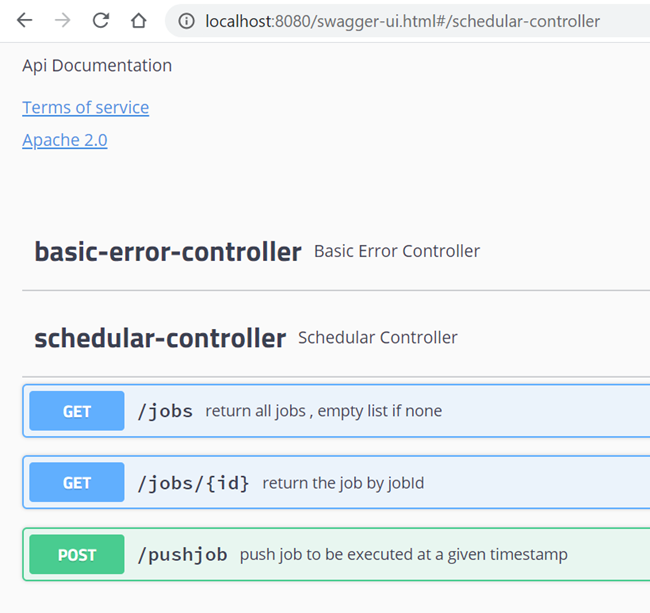 localhost:8080/swagger-ui.html#/schedular-controller
Api Documentation
Terms of service
Apache 2.0
basic-error-controller Basic Error Controller
schedular-controller Schedular Controller
GET /jobs return all jobs , empty list if none
GET /jobs/{id} return the job by jobId
POST /pushjob push job to be executed at a given timestamp